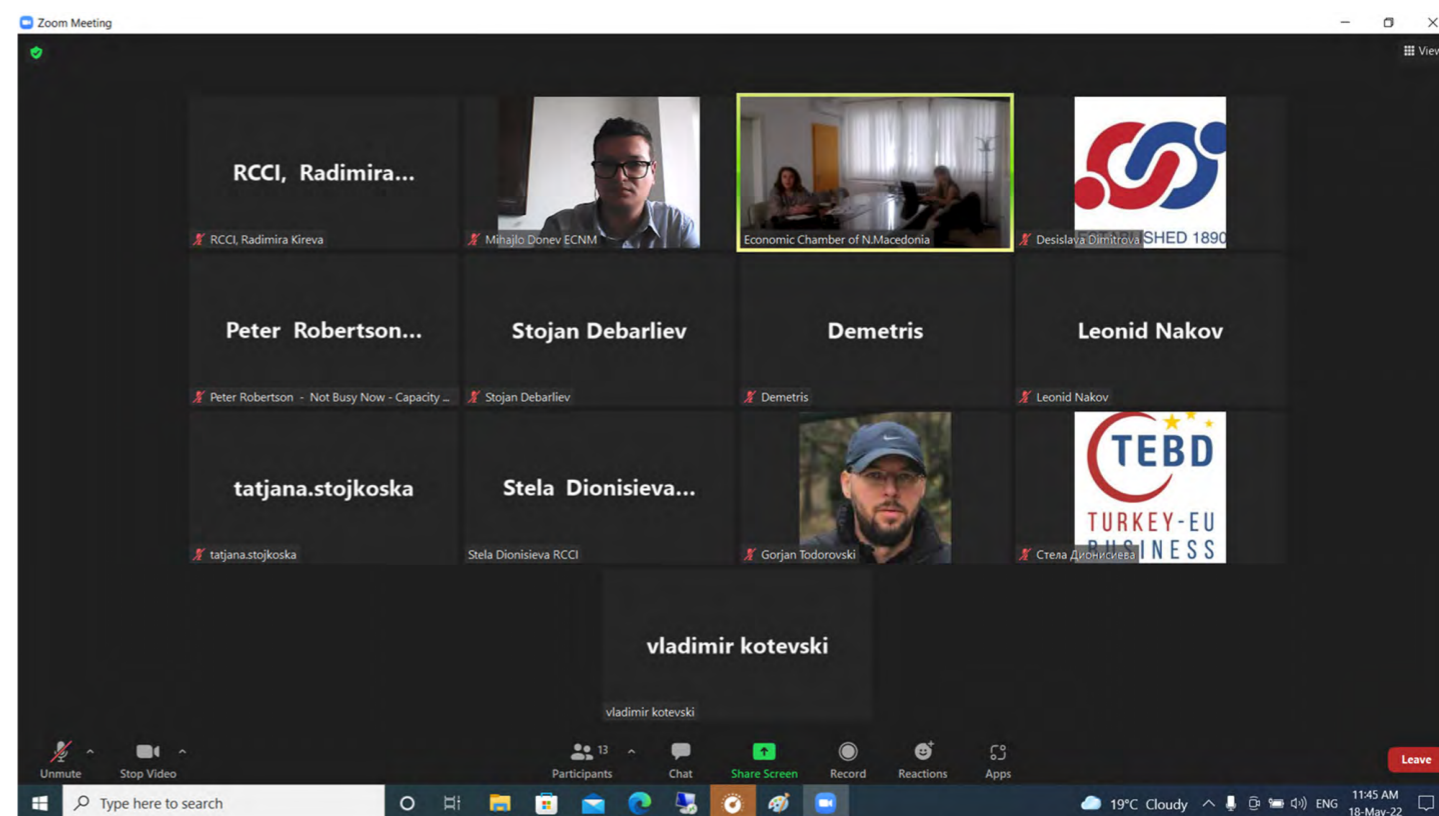 Zoom Meeting
View
RCCI, Radimira...
RCCI, Radimira Kireva
Mihajlo Donev ECNM
Economic Chamber of N.Macedonia
SHED 1890
Desislava Dimitrova
Peter Robertson...
Peter Robertson - Not Busy Now - Capacity ...
Stojan Debarliev
Stojan Debarliev
Demetris
Demetris
Leonid Nakov
Leonid Nakov
tatjana.stojkoska
tatjana.stojkoska
Stela Dionisieva...
Stela Dionisieva RCCI
Gorjan Todorovski
TEBD
TURKEY-EU
BUSINESS
Стела Дионисиева
vladimir kotevski
vladimir kotevski
Unmute
Stop Video
13
Participants
Chat
Share Screen
Record
Reactions
Apps
Leave
Type here to search
19°C Cloudy
ENG
11:45 AM
18-May-22